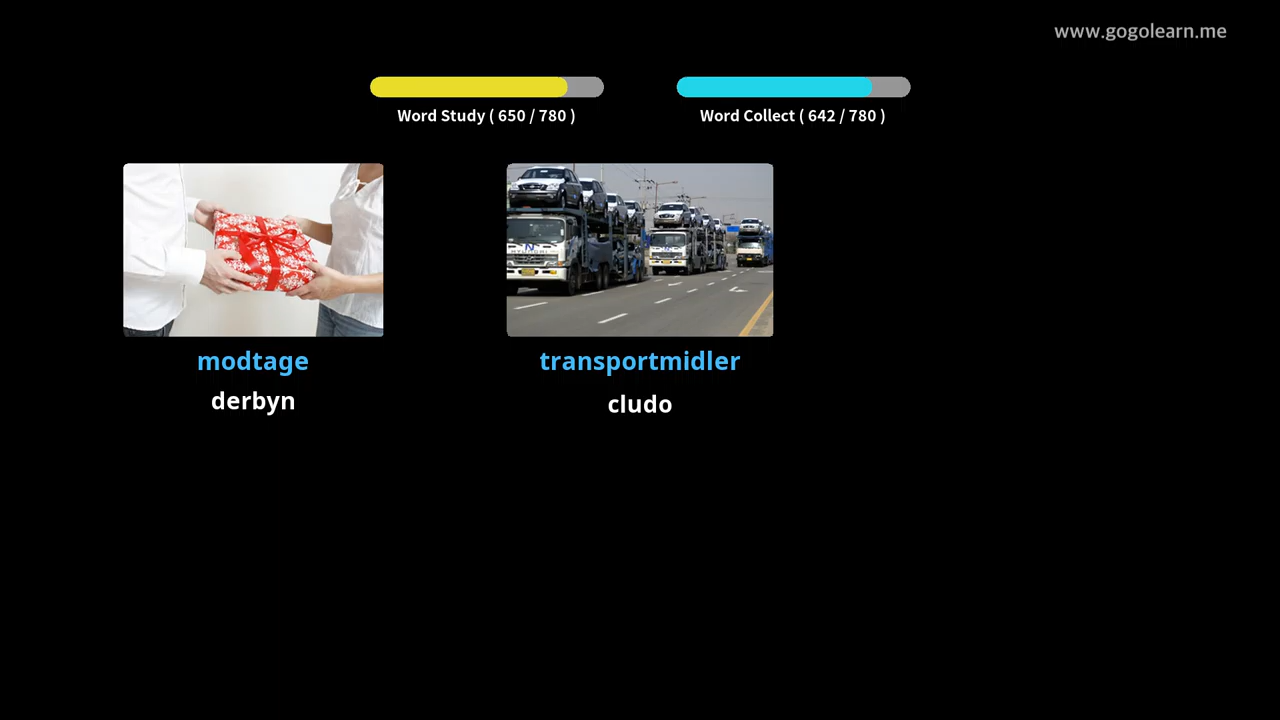 www.gogolearn.me
Word Study ( 650 / 780 )
Word Collect ( 642 / 780 )
modtage
transportmidler
derbyn
cludo